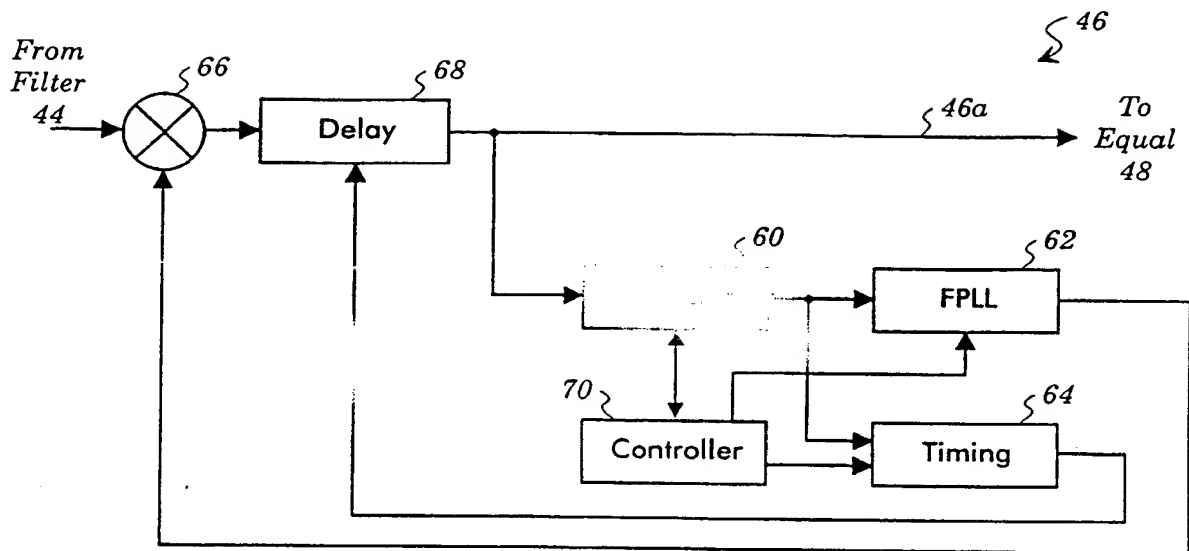 46
From
Filter
44
66
68
Delay
46a
To
Equal
48
60
62
FPLL
70
Controller
64
Timing